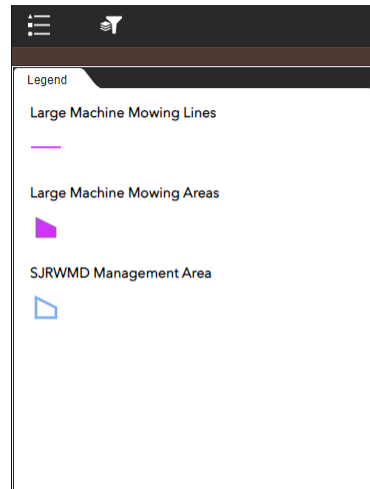 Legend
Large Machine Mowing Lines
Large Machine Mowing Areas
SJRWMD Management Area